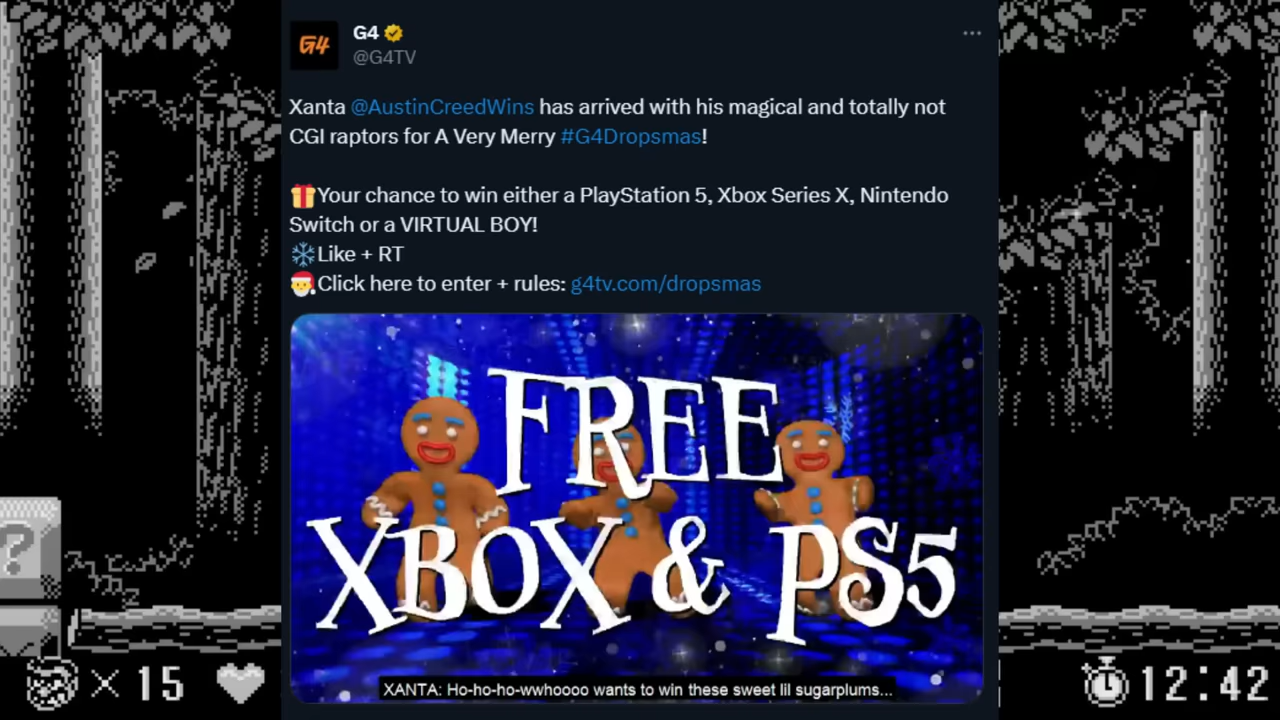 G4
G4
@G4TV
Xanta @AustinCreedWins has arrived with his magical and totally not
CGI raptors for A Very Merry #G4Dropsmas!
🎁Your chance to win either a PlayStation 5, Xbox Series X, Nintendo
Switch or a VIRTUAL BOY!
❄️Like + RT
🎅Click here to enter + rules: g4tv.com/dropsmas
FREE
XBOX & PS5
XANTA: Ho-ho-ho-wwhoooo wants to win these sweet lil sugarplums...
?
× 15
12:42